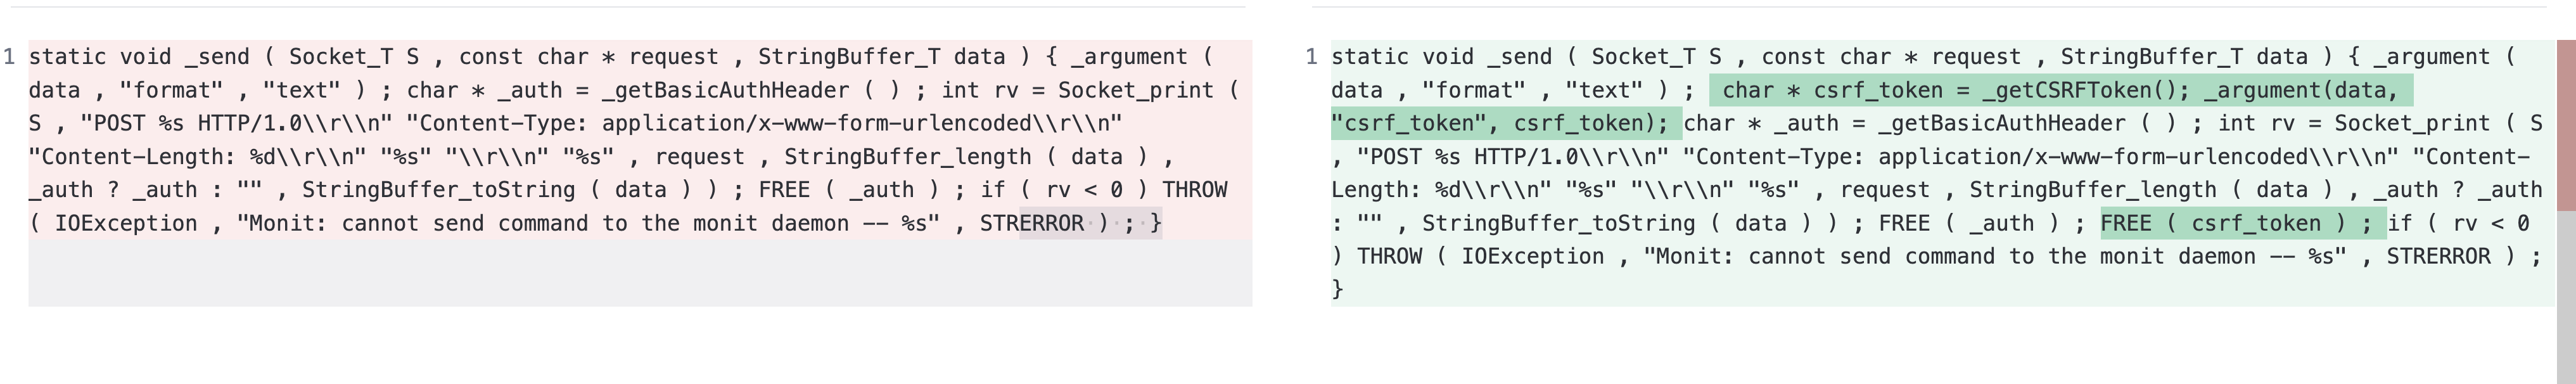 1 static void _send ( Socket_T S , const char * request , StringBuffer_T data ) { _argument (
data , "format" , "text" ) ; char * _auth = _getBasicAuthHeader ( ) ; int rv = Socket_print (
S , "POST %s HTTP/1.0\\r\\n" "Content-Type: application/x-www-form-urlencoded\\r\\n"
"Content-Length: %d\\r\\n" "%s" "\\r\\n" "%s" , request , StringBuffer_length ( data ) ,
_auth ? _auth : "" , StringBuffer_toString ( data ) ) ; FREE ( _auth ) ; if ( rv < 0 ) THROW
( IOException , "Monit: cannot send command to the monit daemon -- %s" , STRERROR ) ; }
1 static void _send ( Socket_T S , const char * request , StringBuffer_T data ) { _argument (
data , "format" , "text" ) ; char * csrf_token = _getCSRFToken(); _argument(data,
"csrf_token", csrf_token); char * _auth = _getBasicAuthHeader ( ) ; int rv = Socket_print ( S
, "POST %s HTTP/1.0\\r\\n" "Content-Type: application/x-www-form-urlencoded\\r\\n" "Content-
Length: %d\\r\\n" "%s" "\\r\\n" "%s" , request , StringBuffer_length ( data ) , _auth ? _auth
: "" , StringBuffer_toString ( data ) ) ; FREE ( _auth ) ; FREE ( csrf_token ) ; if ( rv < 0
) THROW ( IOException , "Monit: cannot send command to the monit daemon -- %s" , STRERROR ) ;
}